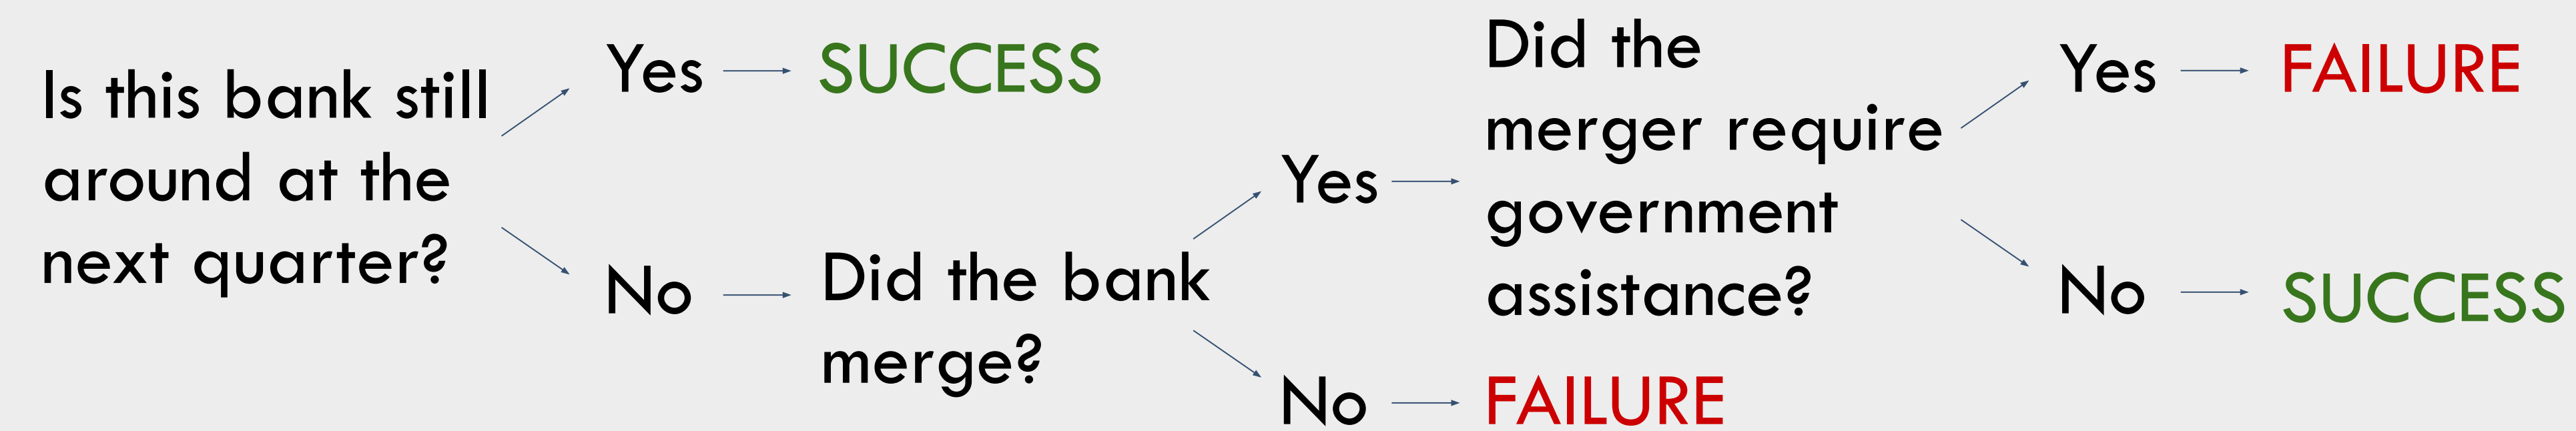 Is this bank still
around at the
next quarter?
Yes
SUCCESS
No
Did the bank
merge?
Yes
Did the
merger require
government
assistance?
Yes
FAILURE
No
SUCCESS
No
FAILURE